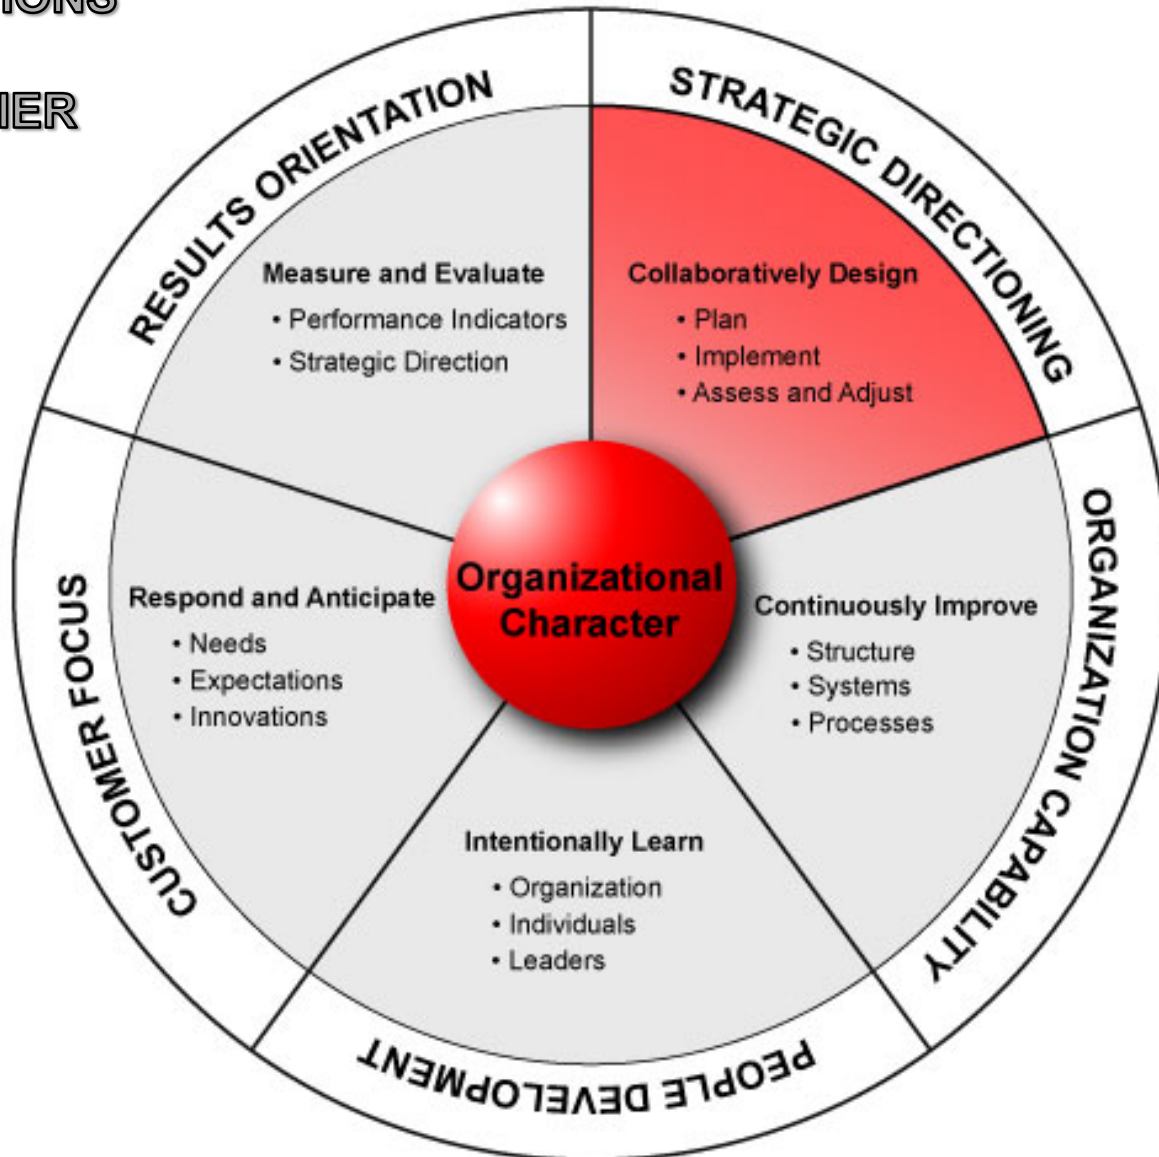 RESULTS ORIENTATION
Measure and Evaluate
• Performance Indicators
• Strategic Direction
STRATEGIC DIRECTIONING
Collaboratively Design
• Plan
• Implement
• Assess and Adjust
ORGANIZATION CAPABILITY
Continuously Improve
• Structure
• Systems
• Processes
PEOPLE DEVELOPMENT
Intentionally Learn
• Organization
• Individuals
• Leaders
CUSTOMER FOCUS
Respond and Anticipate
• Needs
• Expectations
• Innovations
Organizational
Character